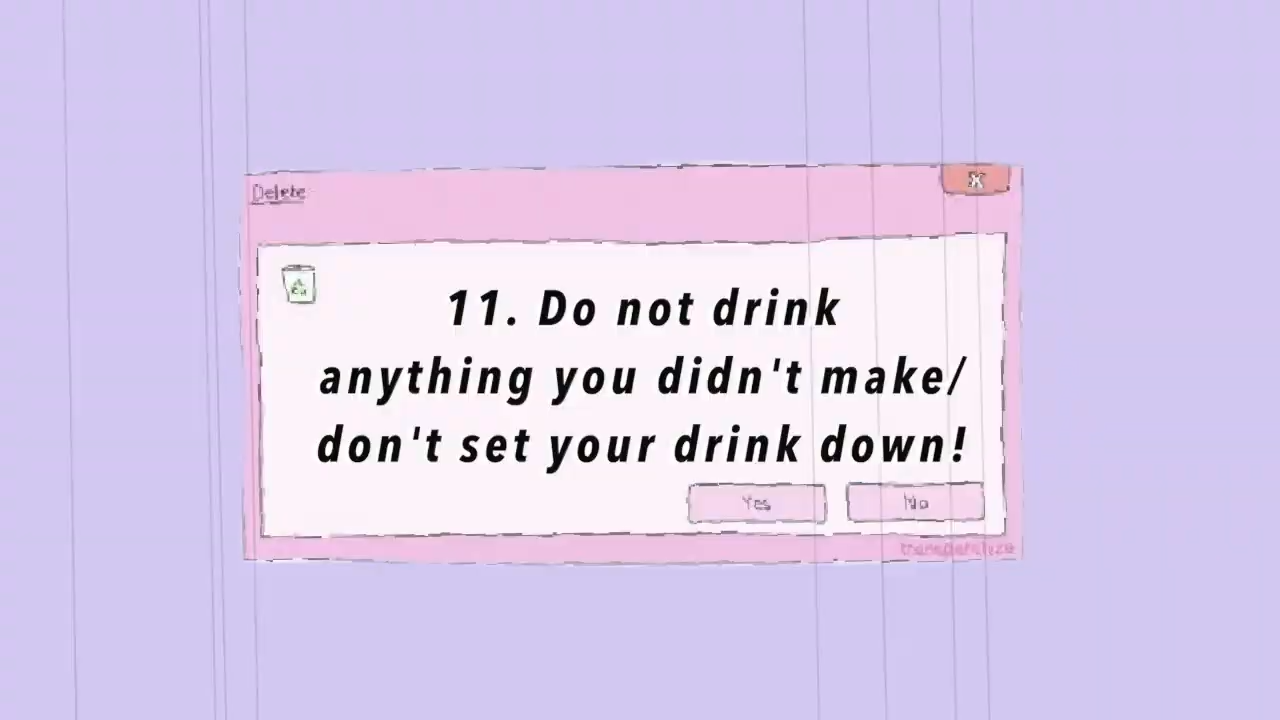 Delete
X
11. Do not drink
anything you didn't make/
don't set your drink down!
Yes
No